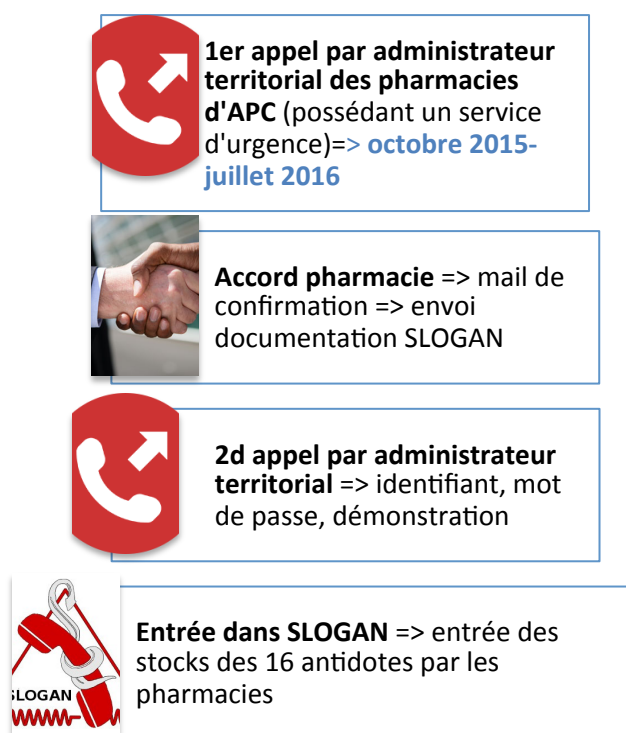 1er appel par administrateur
territorial des pharmacies
d'APC (possédant un service
d'urgence)=> octobre 2015-
juillet 2016
Accord pharmacie => mail de
confirmation => envoi
documentation SLOGAN
2d appel par administrateur
territorial => identifiant, mot
de passe, démonstration
Entrée dans SLOGAN => entrée des
stocks des 16 antidotes par les
pharmacies
SLOGAN